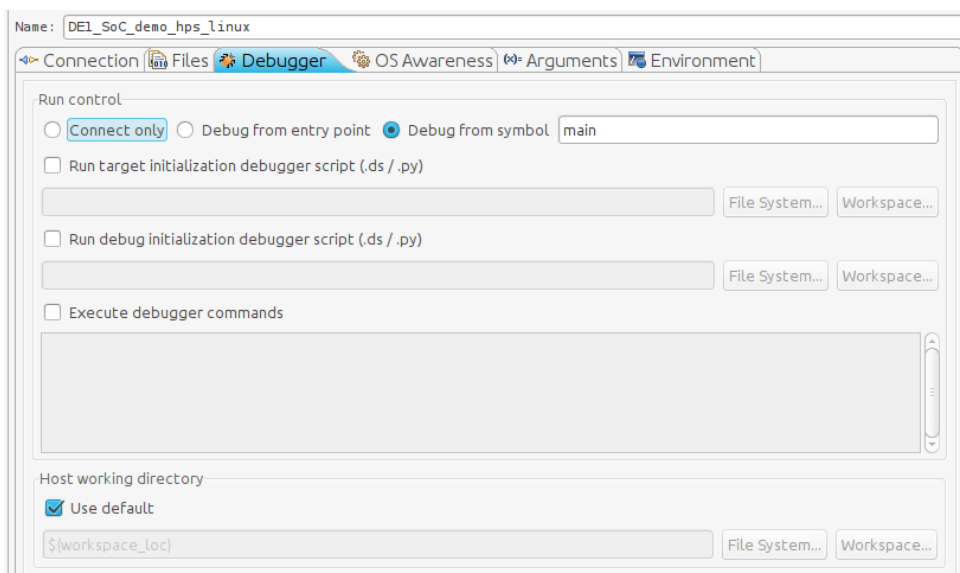 Name: DE1_SoC_demo_hps_linux
Connection Files Debugger OS Awareness Arguments Environment
Run control
Connect only Debug from entry point Debug from symbol main
Run target initialization debugger script (.ds / .py)
File System... Workspace...
Run debug initialization debugger script (.ds / .py)
File System... Workspace...
Execute debugger commands
Host working directory
Use default
${workspace_loc} File System... Workspace...